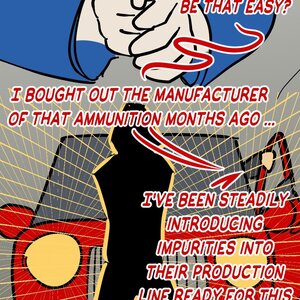 BE THAT EASY?
I BOUGHT OUT THE MANUFACTURER
OF THAT AMMUNITION MONTHS AGO ...
I'VE BEEN STEADILY
INTRODUCING
IMPURITIES INTO
THEIR PRODUCTION
LINE READY FOR THIS